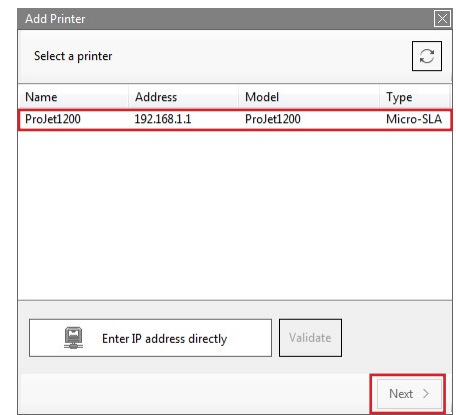 Add Printer
Select a printer
Name Address Model Type
ProJet1200 192.168.1.1 ProJet1200 Micro-SLA
Enter IP address directly Validate
Next >